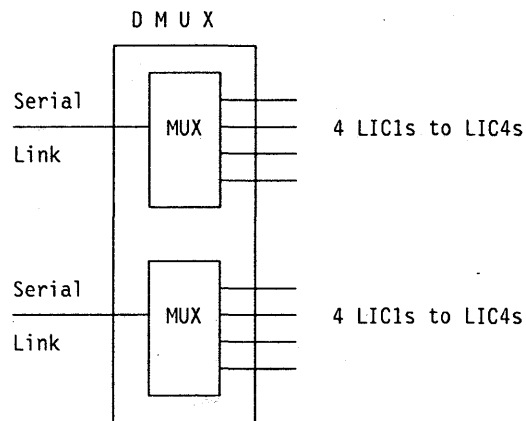 D M U X
Serial
Link
MUX
4 LIC1s to LIC4s
Serial
Link
MUX
4 LIC1s to LIC4s